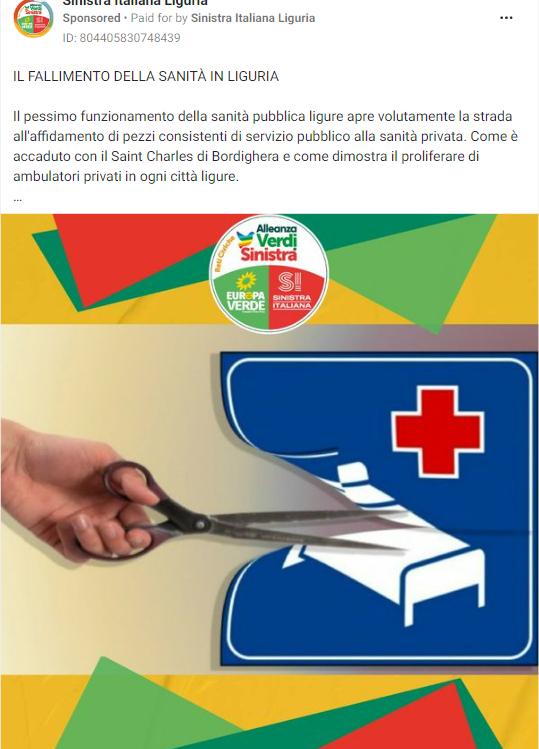 Sinistra Italiana Liguria
Sponsored • Paid for by Sinistra Italiana Liguria
ID: 804405830748439
IL FALLIMENTO DELLA SANITÀ IN LIGURIA
Il pessimo funzionamento della sanità pubblica ligure apre volutamente la strada
all'affidamento di pezzi consistenti di servizio pubblico alla sanità privata. Come è
accaduto con il Saint Charles di Bordighera e come dimostra il proliferare di
ambulatori privati in ogni città ligure.
...
Reti Civiche
Alleanza
Verdi
Sinistra
EUROPA
VERDE
SI
SINISTRA
ITALIANA